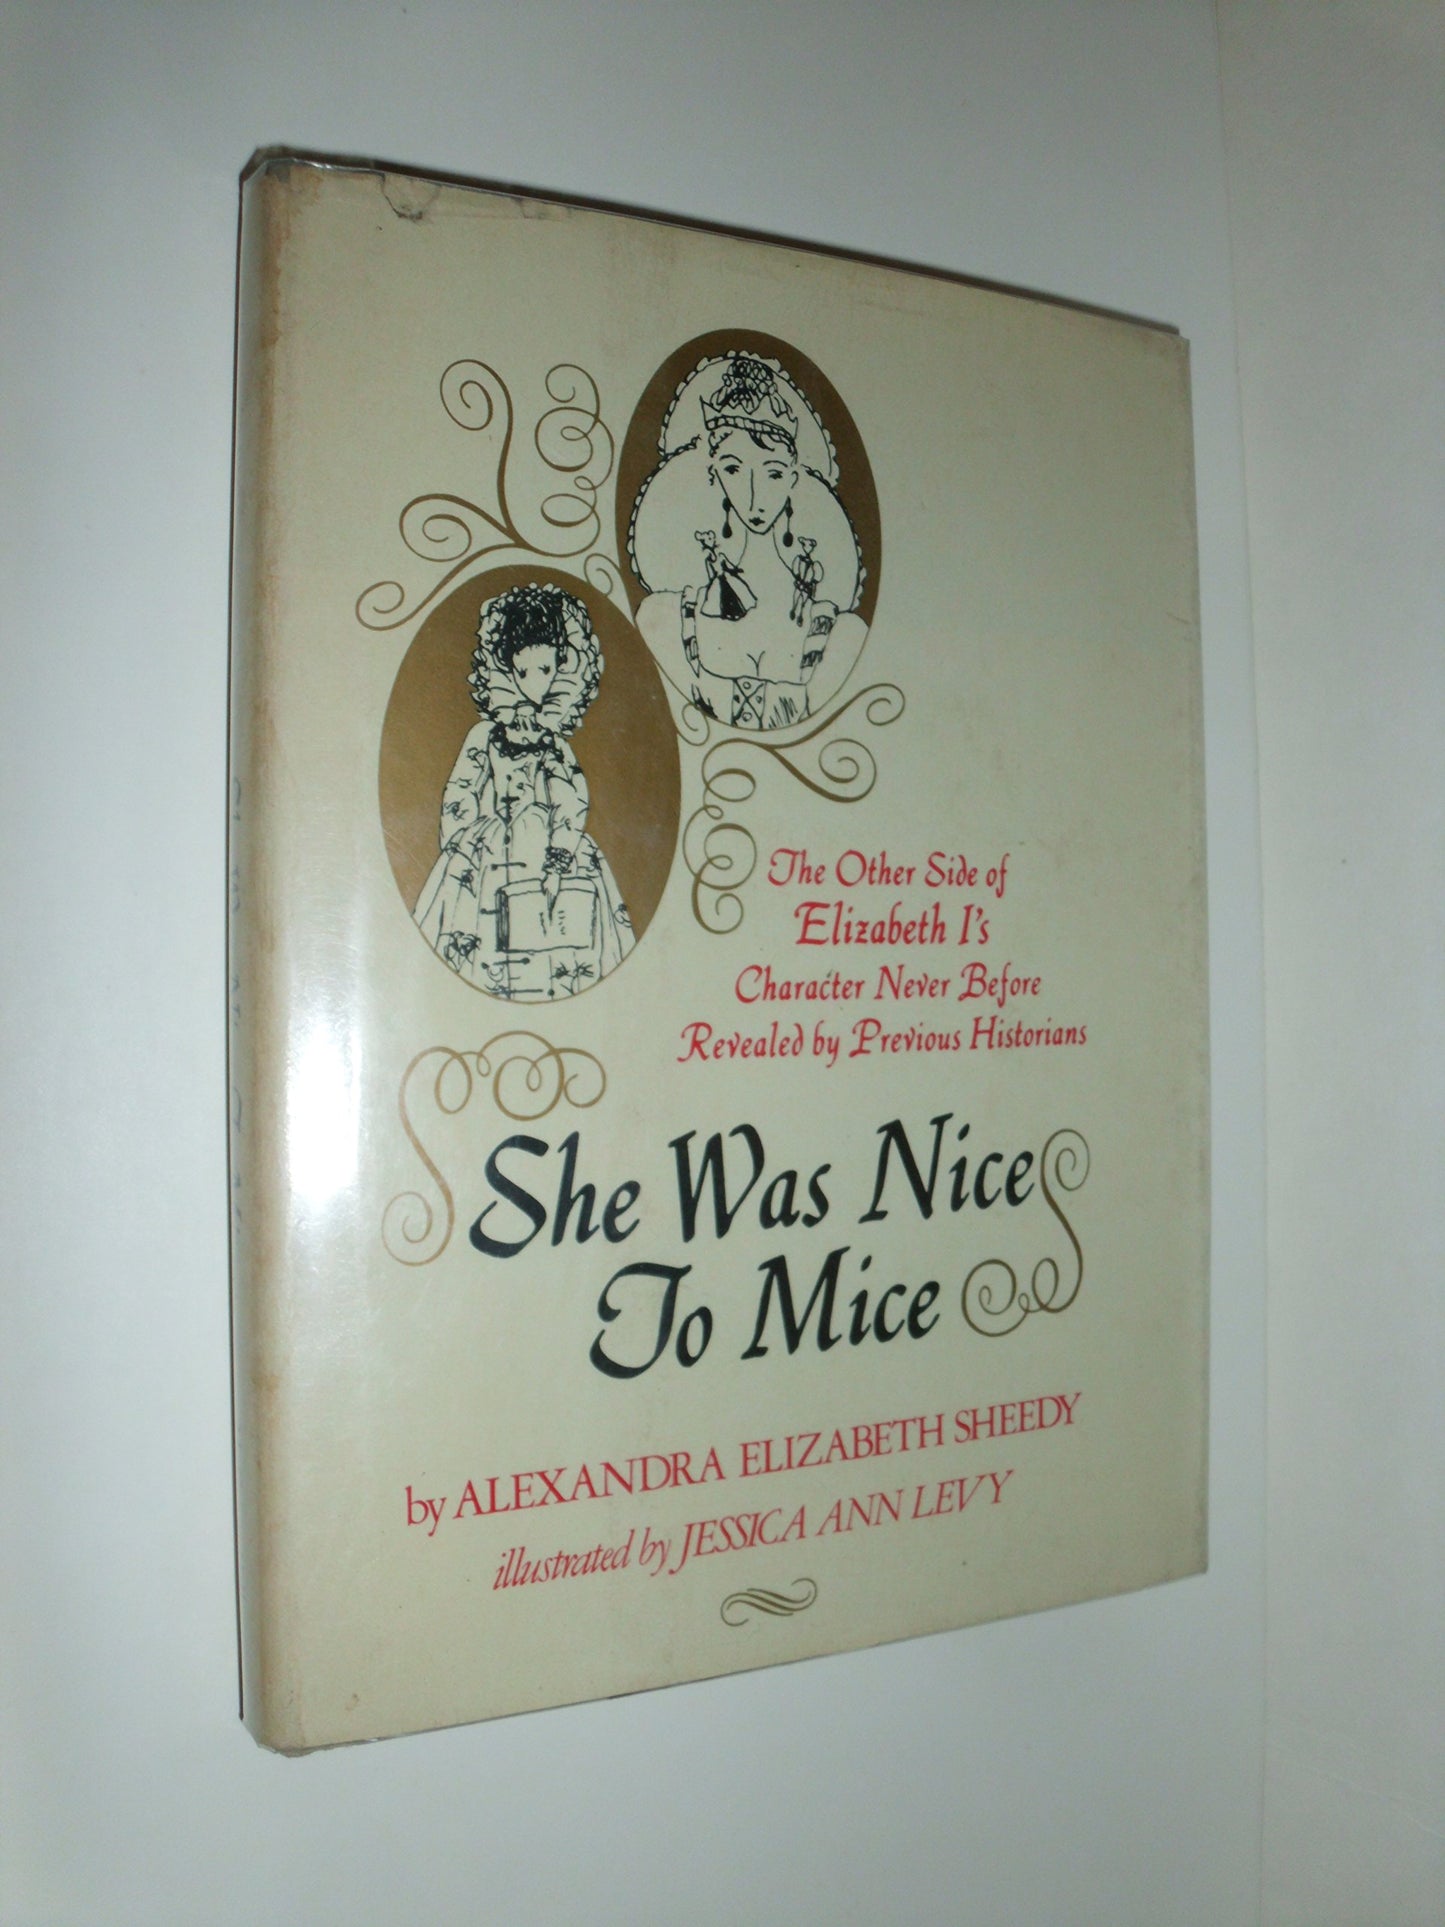 The Other Side of
Elizabeth I's
Character Never Before
Revealed by Previous Historians
She Was Nice
To Mice
by ALEXANDRA ELIZABETH SHEEDY
illustrated by JESSICA ANN LEVY